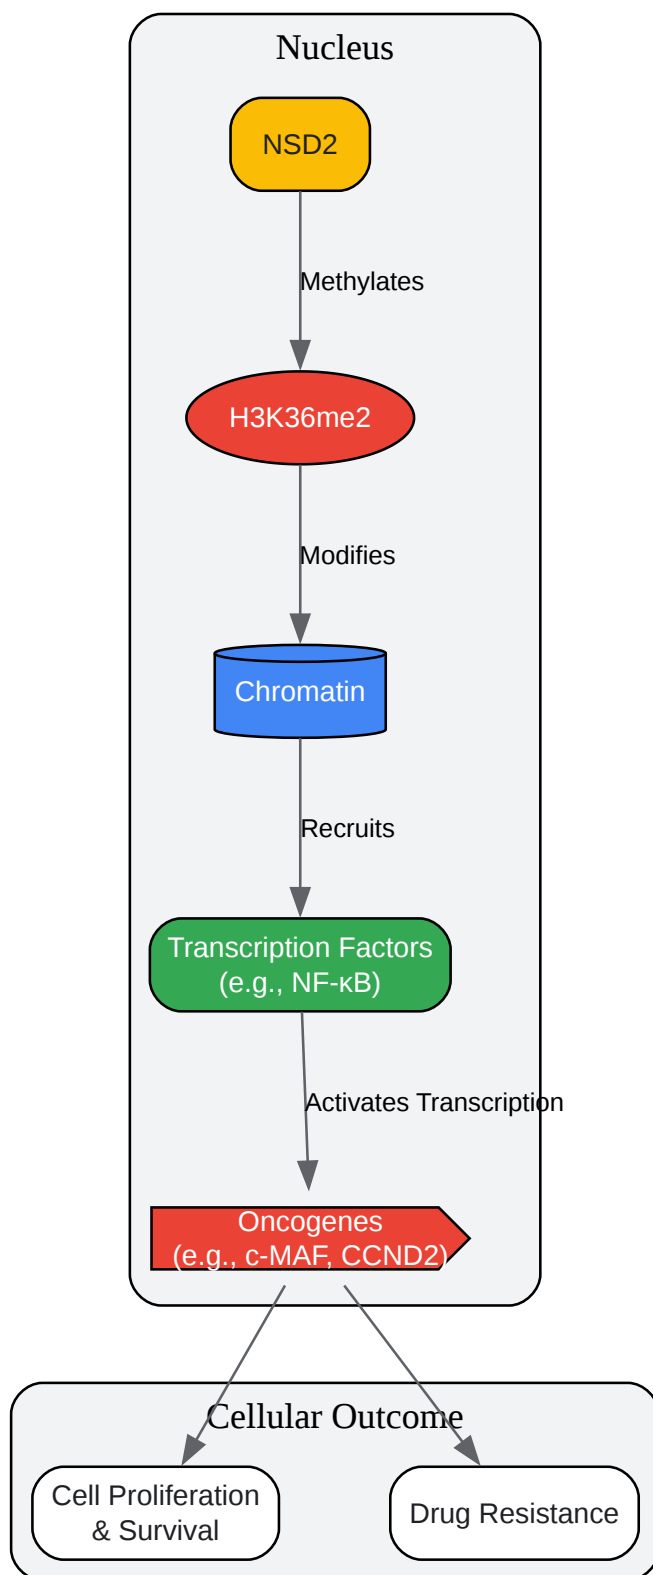 Nucleus
NSD2
Methylates
H3K36me2
Modifies
Chromatin
Recruits
Transcription Factors
(e.g., NF-κB)
Activates Transcription
Oncogenes
(e.g., c-MAF, CCND2)
Cellular Outcome
Cell Proliferation
& Survival
Drug Resistance